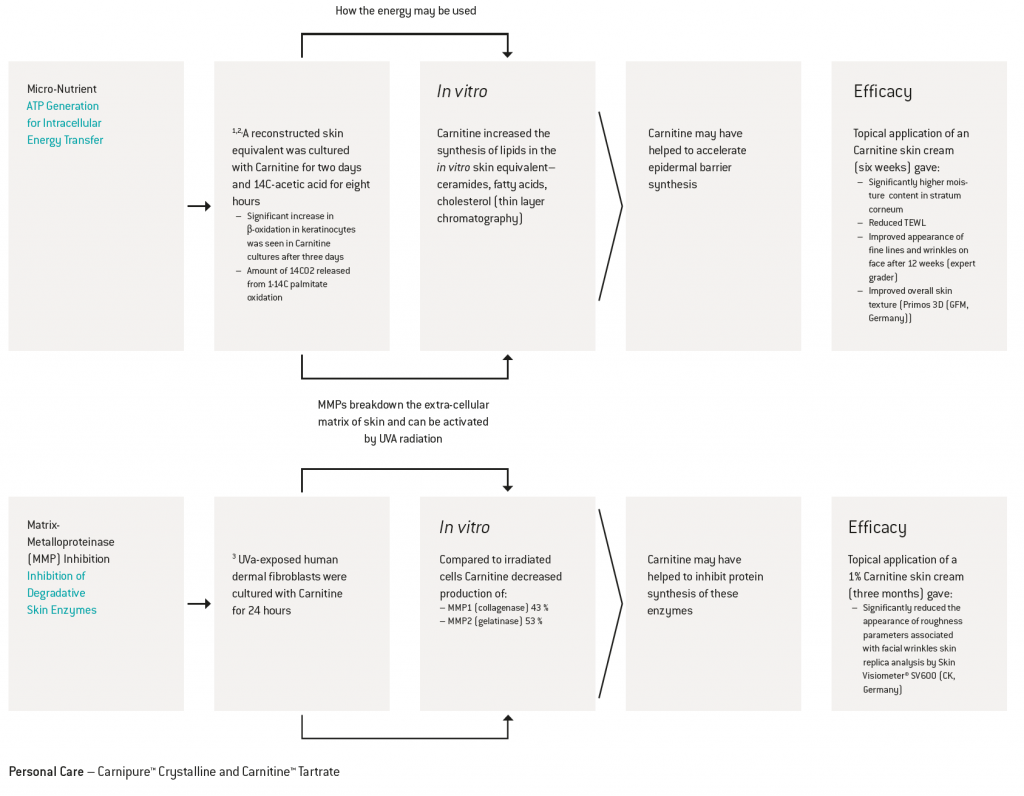 How the energy may be used
Micro-Nutrient
ATP Generation
for Intracellular
Energy Transfer
1,2,A reconstructed skin
equivalent was cultured
with Carnitine for two days
and 14C-acetic acid for eight
hours
– Significant increase in
β-oxidation in keratinocytes
was seen in Carnitine
cultures after three days
– Amount of 14CO2 released
from 1-14C palmitate
oxidation
In vitro
Carnitine increased the
synthesis of lipids in the
in vitro skin equivalent–
ceramides, fatty acids,
cholesterol (thin layer
chromatography)
Carnitine may have
helped to accelerate
epidermal barrier
synthesis
Efficacy
Topical application of an
Carnitine skin cream
(six weeks) gave:
– Significantly higher mois-
ture content in stratum
corneum
– Reduced TEWL
– Improved appearance of
fine lines and wrinkles on
face after 12 weeks (expert
grader)
– Improved overall skin
texture (Primos 3D (GFM,
Germany))
MMPs breakdown the extra-cellular
matrix of skin and can be activated
by UVA radiation
Matrix-
Metalloproteinase
(MMP) Inhibition
Inhibition of
Degradative
Skin Enzymes
3 UVa-exposed human
dermal fibroblasts were
cultured with Carnitine
for 24 hours
In vitro
Compared to irradiated
cells Carnitine decreased
production of:
– MMP1 (collagenase) 43 %
– MMP2 (gelatinase) 53 %
Carnitine may have
helped to inhibit protein
synthesis of these
enzymes
Efficacy
Topical application of a
1% Carnitine skin cream
(three months) gave:
– Significantly reduced the
appearance of roughness
parameters associated
with facial wrinkles skin
replica analysis by Skin
Visiometer® SV600 (CK,
Germany)
Personal Care – Carnipure™ Crystalline and Carnitine™ Tartrate